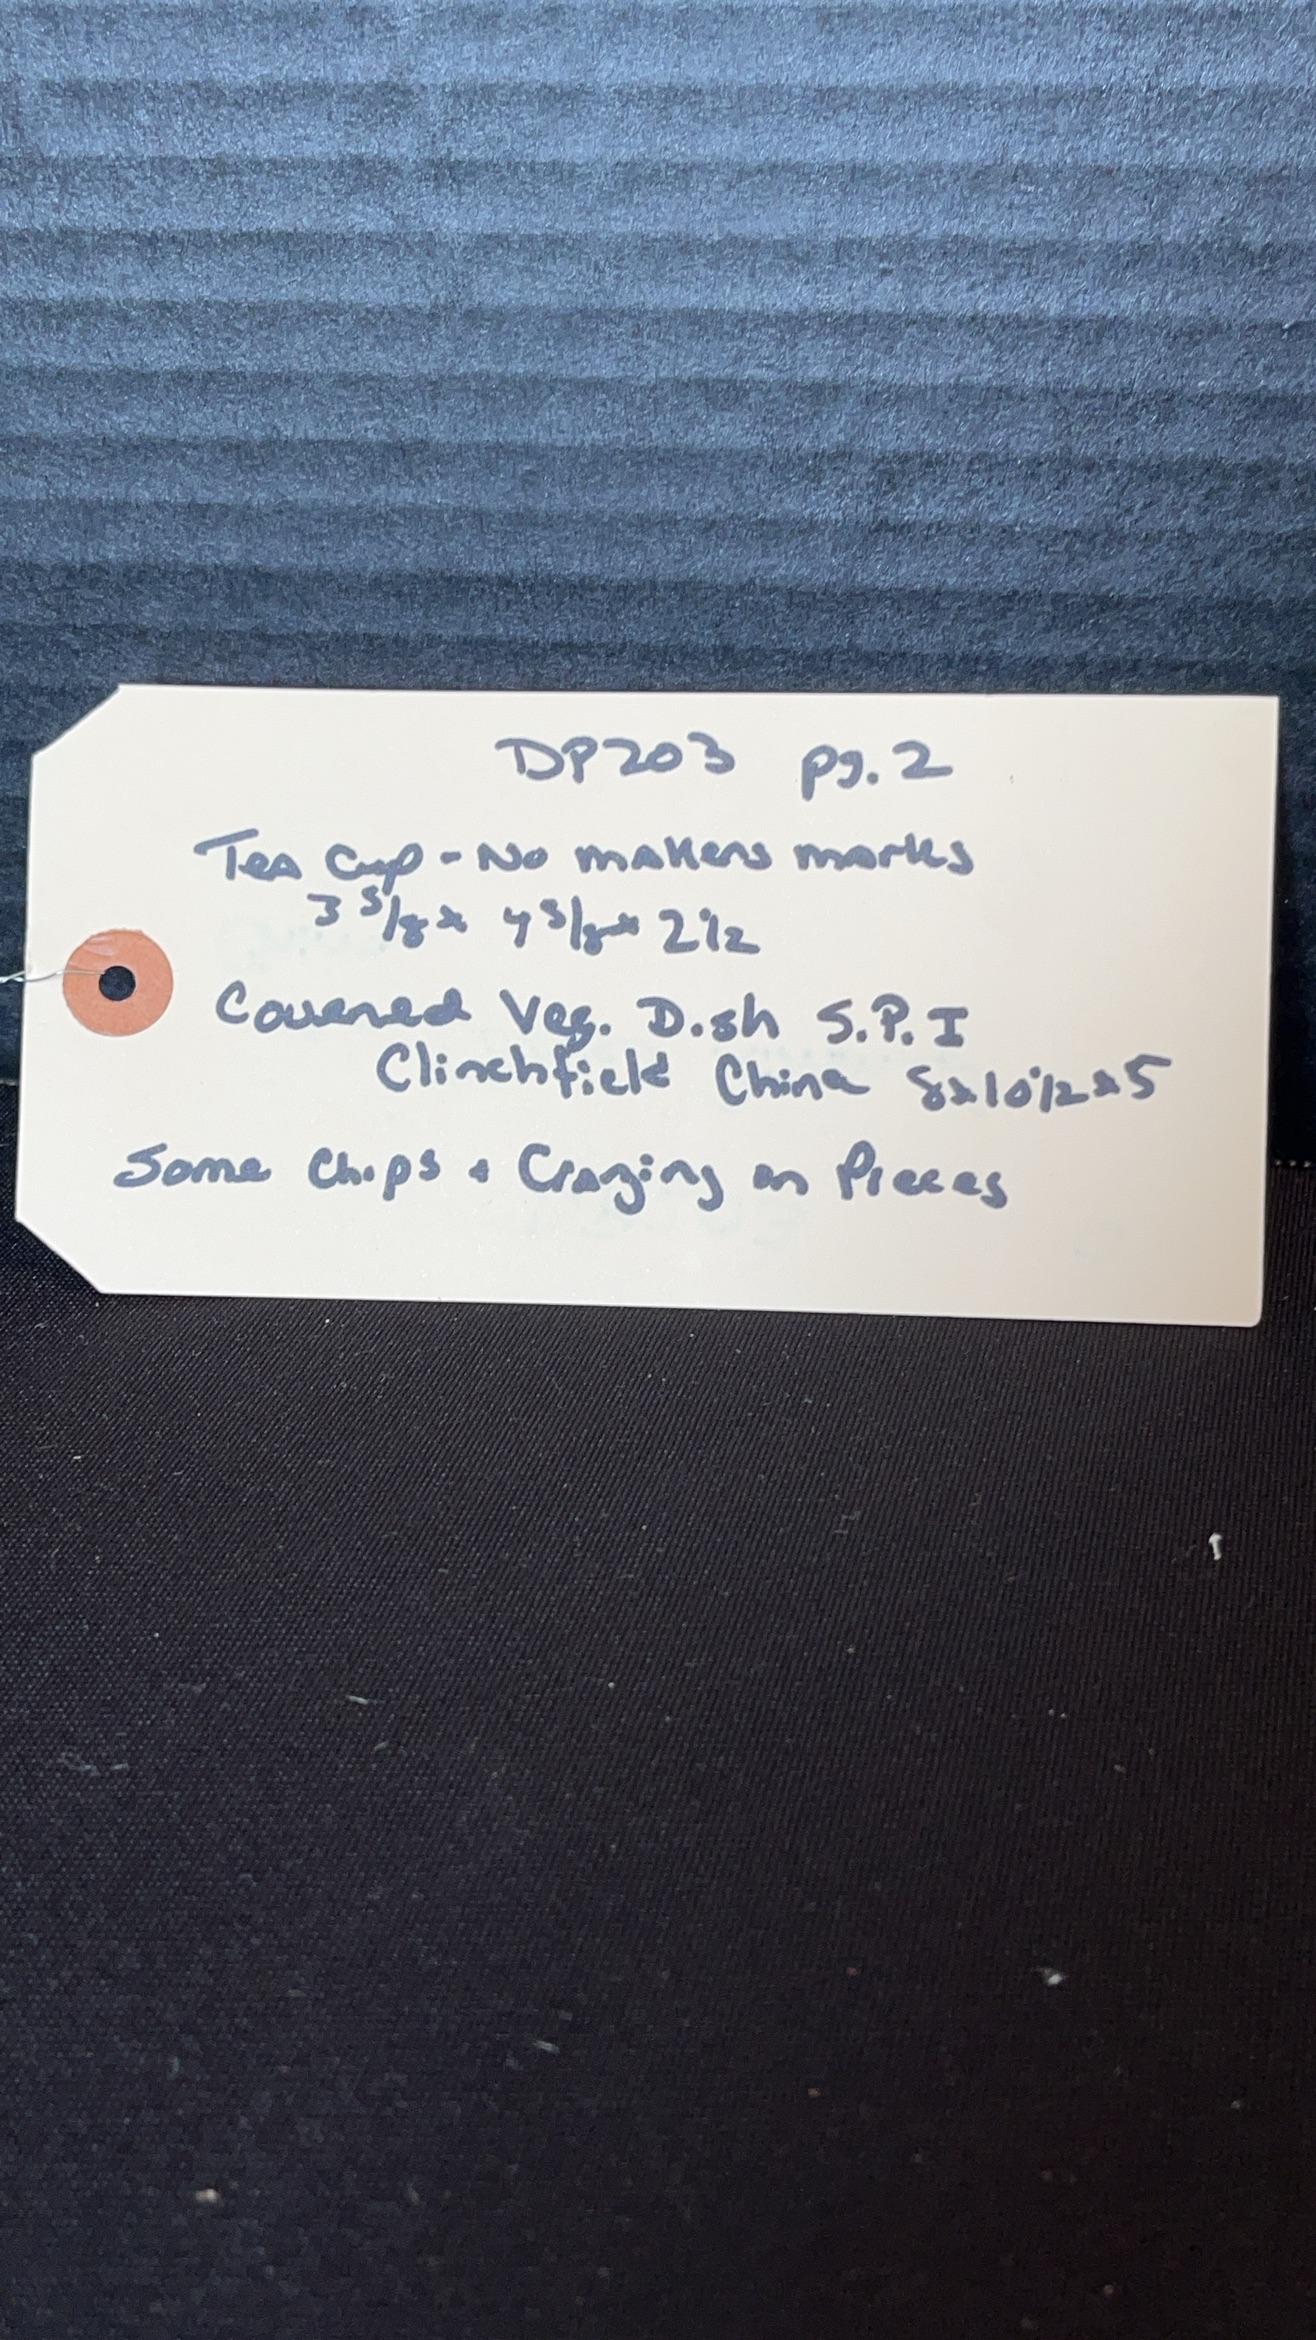 DP203 pg.2
Tea Cup - No makers marks
3 5/8 x 4 3/8 x 2 1/2
Covered Veg. Dish S.P.I
Clinchfield China 8x10 1/2 x 5
Some Chips + Crazing on Pieces